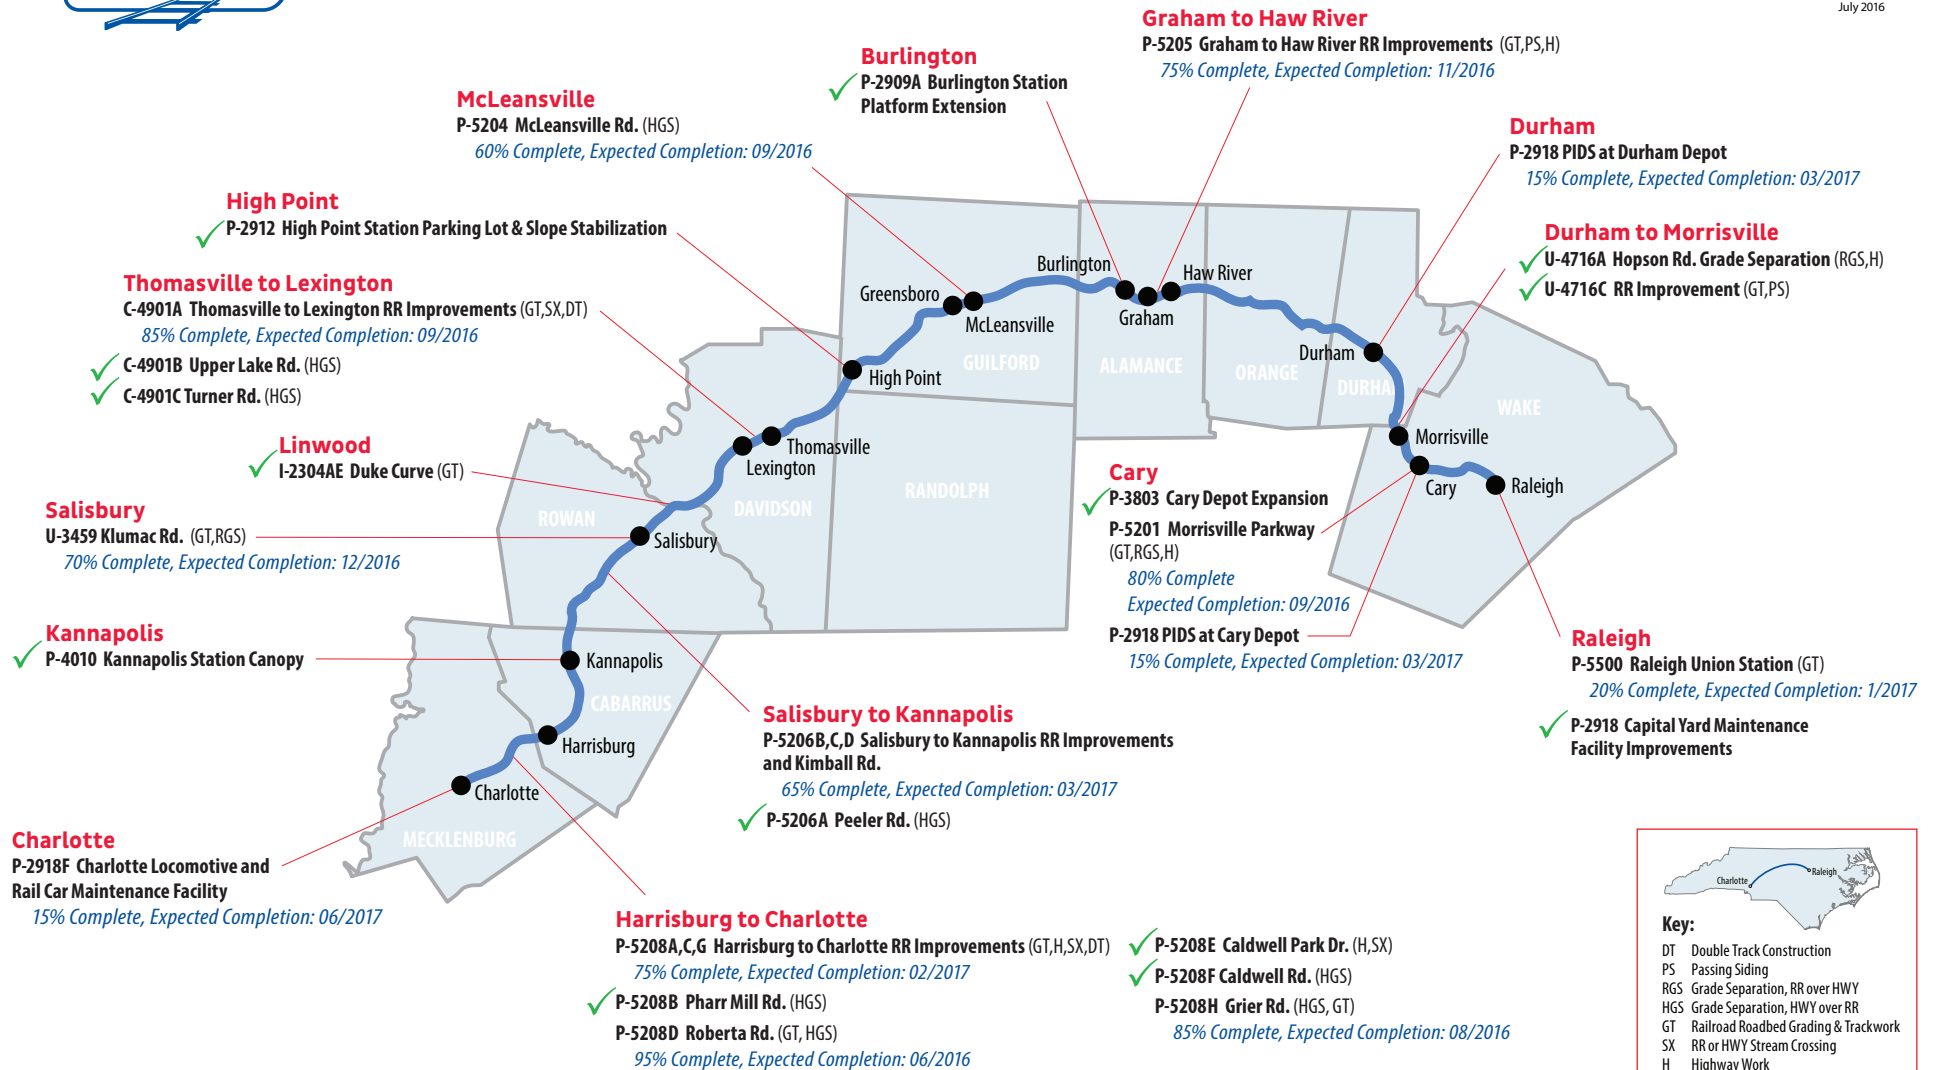 July 2016
Graham to Haw River
P-5205 Graham to Haw River RR Improvements (GT,PS,H)
75% Complete, Expected Completion: 11/2016
Burlington
P-2909A Burlington Station
Platform Extension
McLeansville
P-5204 McLeansville Rd. (HGS)
60% Complete, Expected Completion: 09/2016
Durham
P-2918 PIDS at Durham Depot
15% Complete, Expected Completion: 03/2017
High Point
P-2912 High Point Station Parking Lot & Slope Stabilization
Durham to Morrisville
U-4716A Hopson Rd. Grade Separation (RGS,H)
U-4716C RR Improvement (GT,PS)
Thomasville to Lexington
C-4901A Thomasville to Lexington RR Improvements (GT,SX,DT)
85% Complete, Expected Completion: 09/2016
C-4901B Upper Lake Rd. (HGS)
C-4901C Turner Rd. (HGS)
Linwood
I-2304AE Duke Curve (GT)
Salisbury
U-3459 Klumac Rd. (GT,RGS)
70% Complete, Expected Completion: 12/2016
Kannapolis
P-4010 Kannapolis Station Canopy
Burlington
Haw River
Greensboro
McLeansville
Graham
Durham
High Point
GUILFORD
ALAMANCE
ORANGE
DURHA
WAKE
Morrisville
Thomasville
Lexington
Cary
Raleigh
RANDOLPH
DAVIDSON
ROWAN
Salisbury
Kannapolis
CABARRUS
Harrisburg
Charlotte
MECKLENBURG
Cary
P-3803 Cary Depot Expansion
P-5201 Morrisville Parkway
(GT,RGS,H)
80% Complete
Expected Completion: 09/2016
P-2918 PIDS at Cary Depot
15% Complete, Expected Completion: 03/2017
Raleigh
P-5500 Raleigh Union Station (GT)
20% Complete, Expected Completion: 1/2017
P-2918 Capital Yard Maintenance
Facility Improvements
Salisbury to Kannapolis
P-5206B,C,D Salisbury to Kannapolis RR Improvements
and Kimball Rd.
65% Complete, Expected Completion: 03/2017
P-5206A Peeler Rd. (HGS)
Charlotte
P-2918F Charlotte Locomotive and
Rail Car Maintenance Facility
15% Complete, Expected Completion: 06/2017
Harrisburg to Charlotte
P-5208A,C,G Harrisburg to Charlotte RR Improvements (GT,H,SX,DT)
75% Complete, Expected Completion: 02/2017
P-5208B Pharr Mill Rd. (HGS)
P-5208D Roberta Rd. (GT, HGS)
95% Complete, Expected Completion: 06/2016
P-5208E Caldwell Park Dr. (H,SX)
P-5208F Caldwell Rd. (HGS)
P-5208H Grier Rd. (HGS, GT)
85% Complete, Expected Completion: 08/2016
Charlotte
Raleigh
Key:
DT Double Track Construction
PS Passing Siding
RGS Grade Separation, RR over HWY
HGS Grade Separation, HWY over RR
GT Railroad Roadbed Grading & Trackwork
SX RR or HWY Stream Crossing
H Highway Work